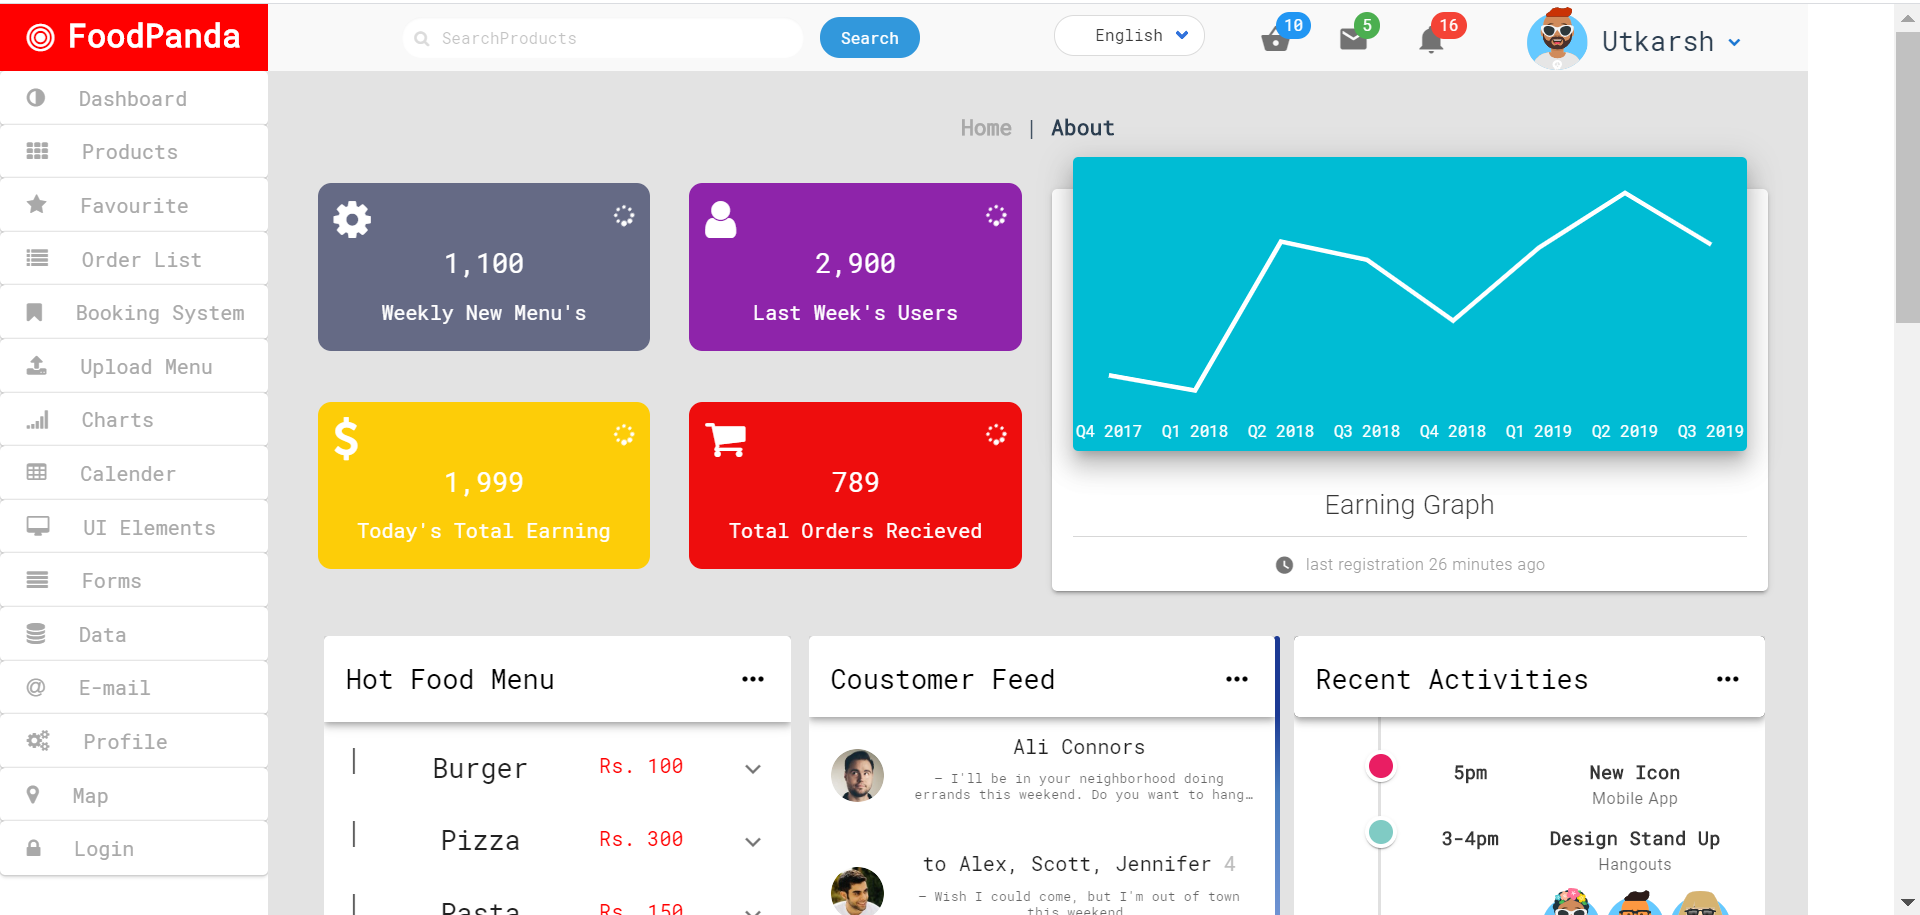 FoodPanda
SearchProducts
Search
English
10
5
16
Utkarsh
Dashboard
Products
Favourite
Order List
Booking System
Upload Menu
Charts
Calender
UI Elements
Forms
Data
E-mail
Profile
Map
Login
Home | About
1,100
Weekly New Menu's
2,900
Last Week's Users
1,999
Today's Total Earning
789
Total Orders Recieved
Q4 2017 Q1 2018 Q2 2018 Q3 2018 Q4 2018 Q1 2019 Q2 2019 Q3 2019
Earning Graph
last registration 26 minutes ago
Hot Food Menu
Burger Rs. 100
Pizza Rs. 300
Pasta Rs. 150
Coustomer Feed
Ali Connors
— I'll be in your neighborhood doing
errands this weekend. Do you want to hang…
to Alex, Scott, Jennifer 4
— Wish I could come, but I'm out of town
this weekend
Recent Activities
5pm New Icon
Mobile App
3-4pm Design Stand Up
Hangouts